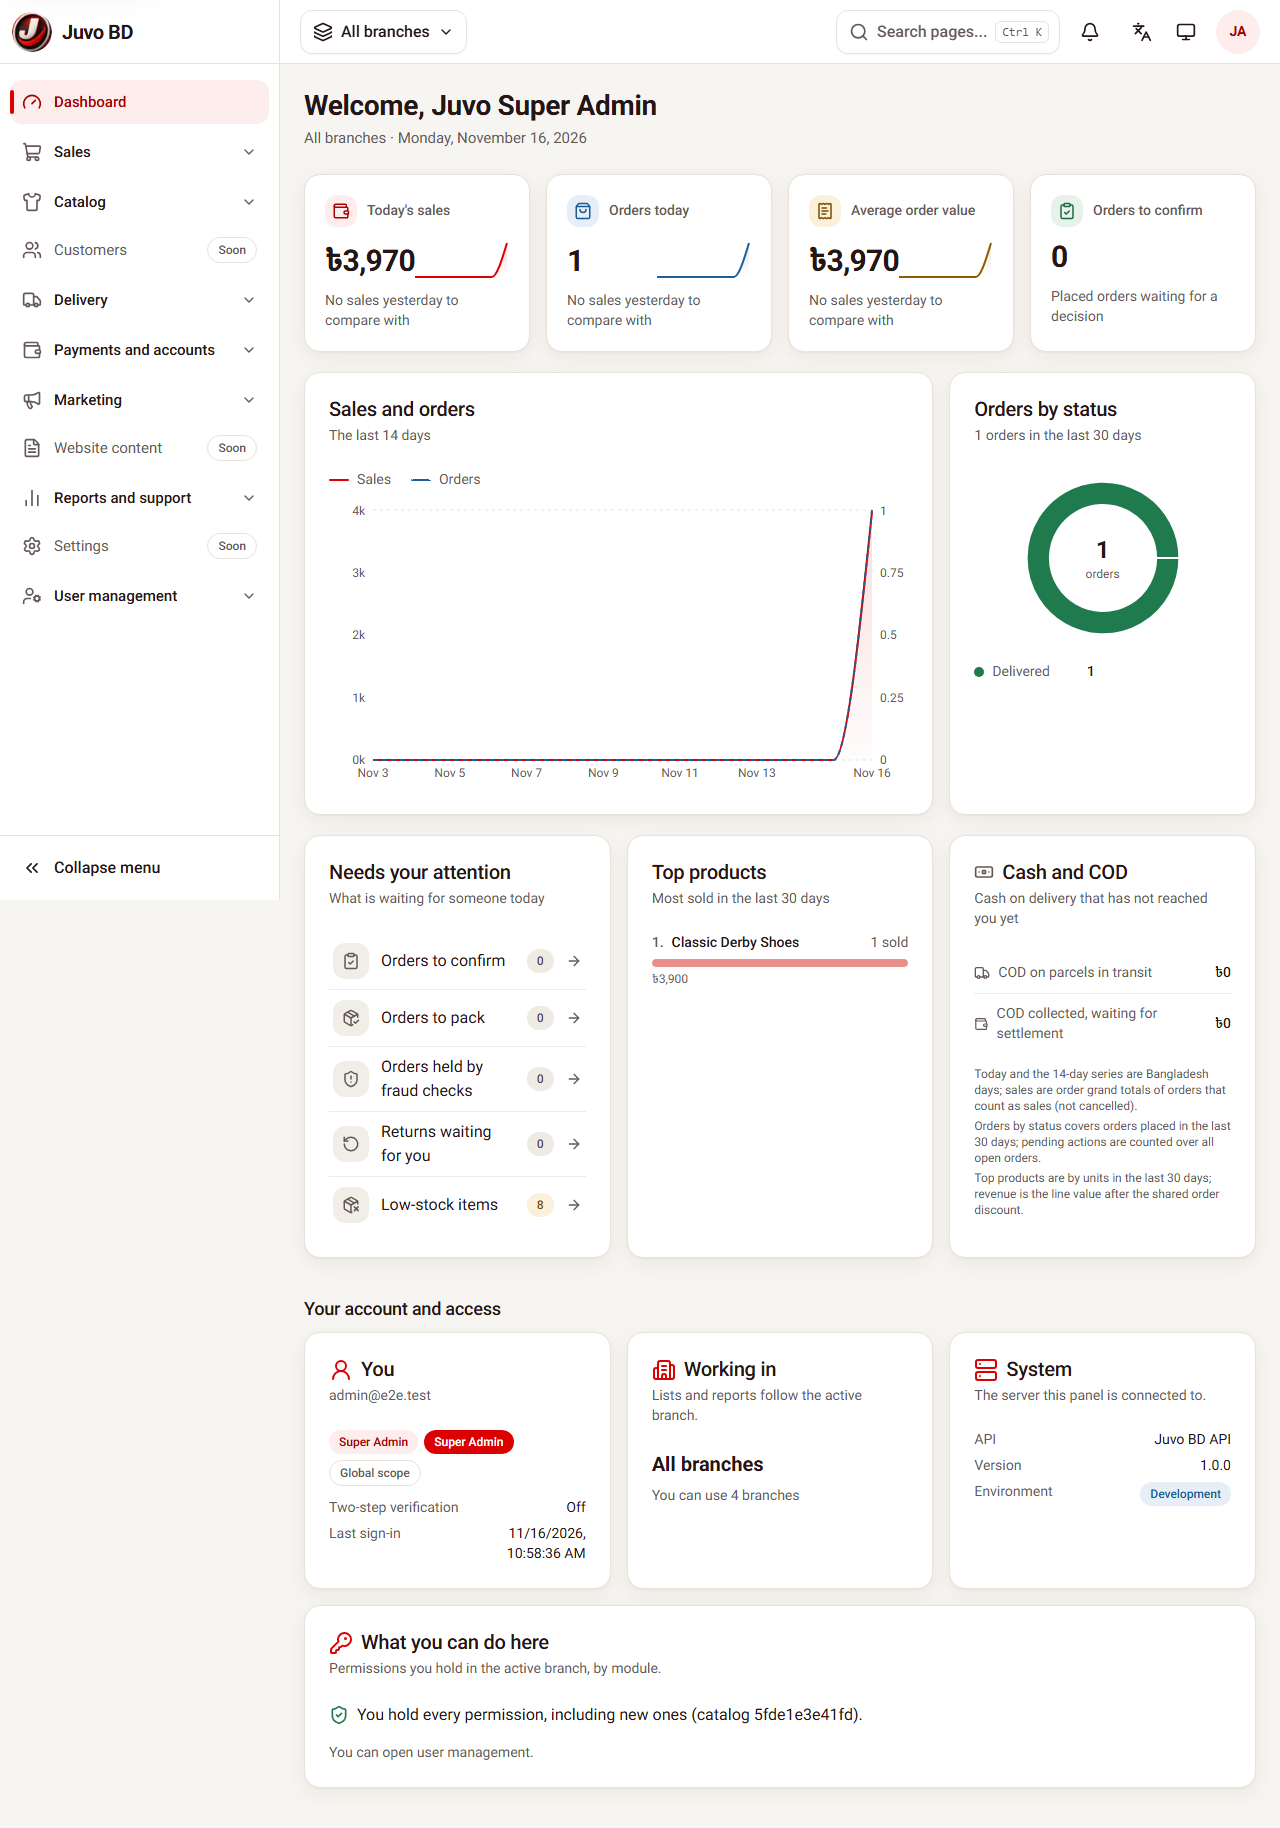 Juvo BD
All branches
Search pages...
Ctrl K
JA
Dashboard
Sales
Catalog
Customers
Soon
Delivery
Payments and accounts
Marketing
Website content
Soon
Reports and support
Settings
Soon
User management
Collapse menu
Welcome, Juvo Super Admin
All branches · Monday, November 16, 2026
Today's sales
৳3,970
No sales yesterday to
compare with
Orders today
1
No sales yesterday to
compare with
Average order value
৳3,970
No sales yesterday to
compare with
Orders to confirm
0
Placed orders waiting for a
decision
Sales and orders
The last 14 days
Sales
Orders
4k
3k
2k
1k
0k
1
0.75
0.5
0.25
0
Nov 3
Nov 5
Nov 7
Nov 9
Nov 11
Nov 13
Nov 16
Orders by status
1 orders in the last 30 days
1
orders
Delivered 1
Needs your attention
What is waiting for someone today
Orders to confirm 0
Orders to pack 0
Orders held by
fraud checks 0
Returns waiting
for you 0
Low-stock items 8
Top products
Most sold in the last 30 days
1. Classic Derby Shoes 1 sold
৳3,900
Cash and COD
Cash on delivery that has not reached
you yet
COD on parcels in transit ৳0
COD collected, waiting for
settlement ৳0
Today and the 14-day series are Bangladesh
days; sales are order grand totals of orders that
count as sales (not cancelled).
Orders by status covers orders placed in the last
30 days; pending actions are counted over all
open orders.
Top products are by units in the last 30 days;
revenue is the line value after the shared order
discount.
Your account and access
You
admin@e2e.test
Super Admin
Super Admin
Global scope
Two-step verification Off
Last sign-in 11/16/2026,
10:58:36 AM
Working in
Lists and reports follow the active
branch.
All branches
You can use 4 branches
System
The server this panel is connected to.
API Juvo BD API
Version 1.0.0
Environment Development
What you can do here
Permissions you hold in the active branch, by module.
You hold every permission, including new ones (catalog 5fde1e3e41fd).
You can open user management.